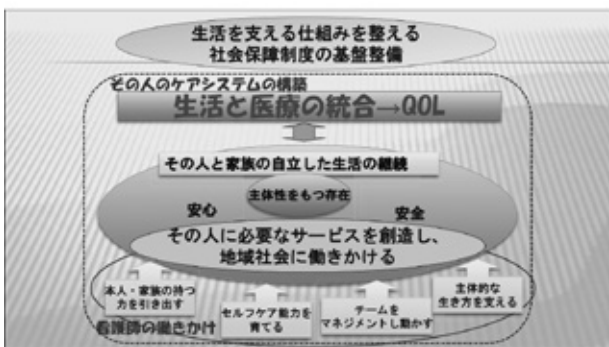 生活を支える仕組みを整える
社会保障制度の基盤整備
その人のケアシステムの構築
生活と医療の統合→QOL
その人と家族の自立した生活の継続
主体性をもつ存在
安心
安全
その人に必要なサービスを創造し、
地域社会に働きかける
本人・家族の持つ
力を引き出す
セルフケア能力を
育てる
チームを
マネジメントし動かす
主体的な
生き方を支える
看護師の働きかけ